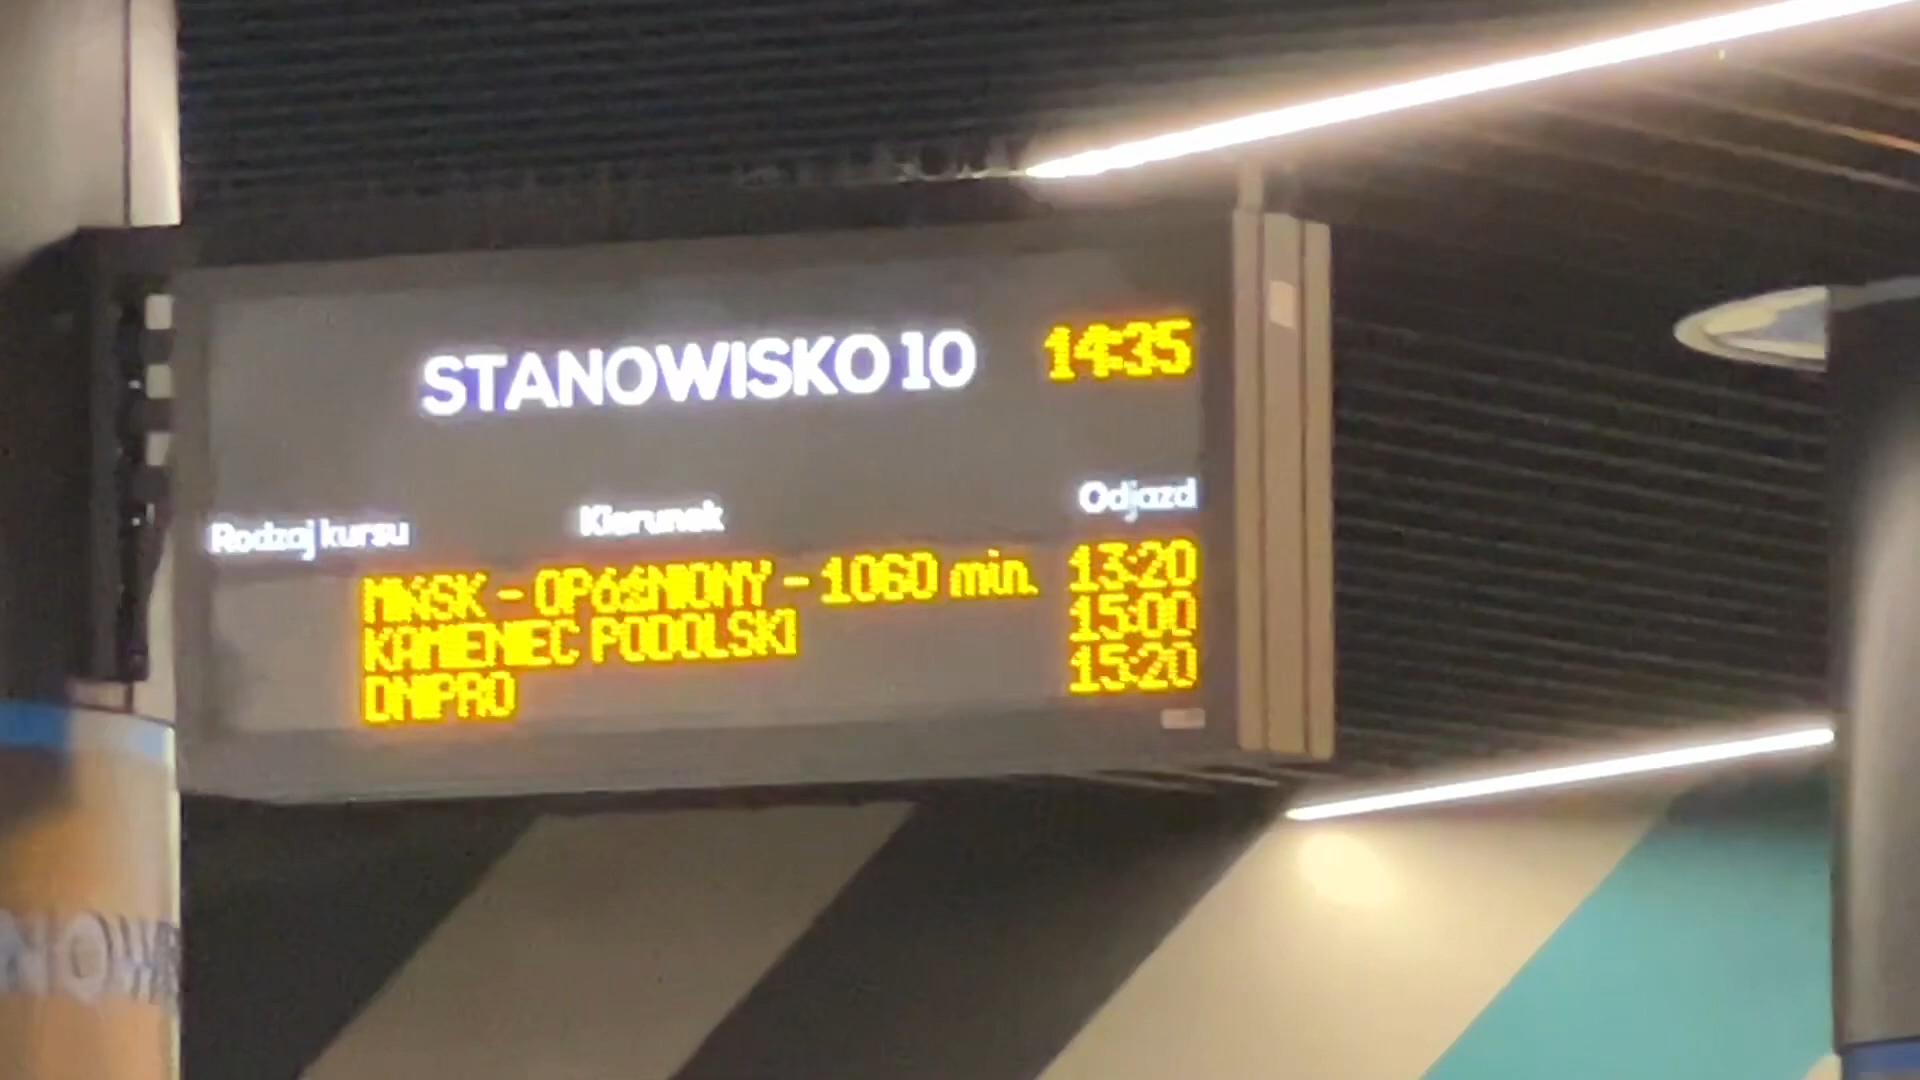 STANOWISKO 10 14:35
Rodzaj kursu Kierunek Odjazd
MIńSK - OPóźNIONY - 1060 min. 13:20
KAMIENIEC PODOLSKI 15:00
DNIPRO 15:20